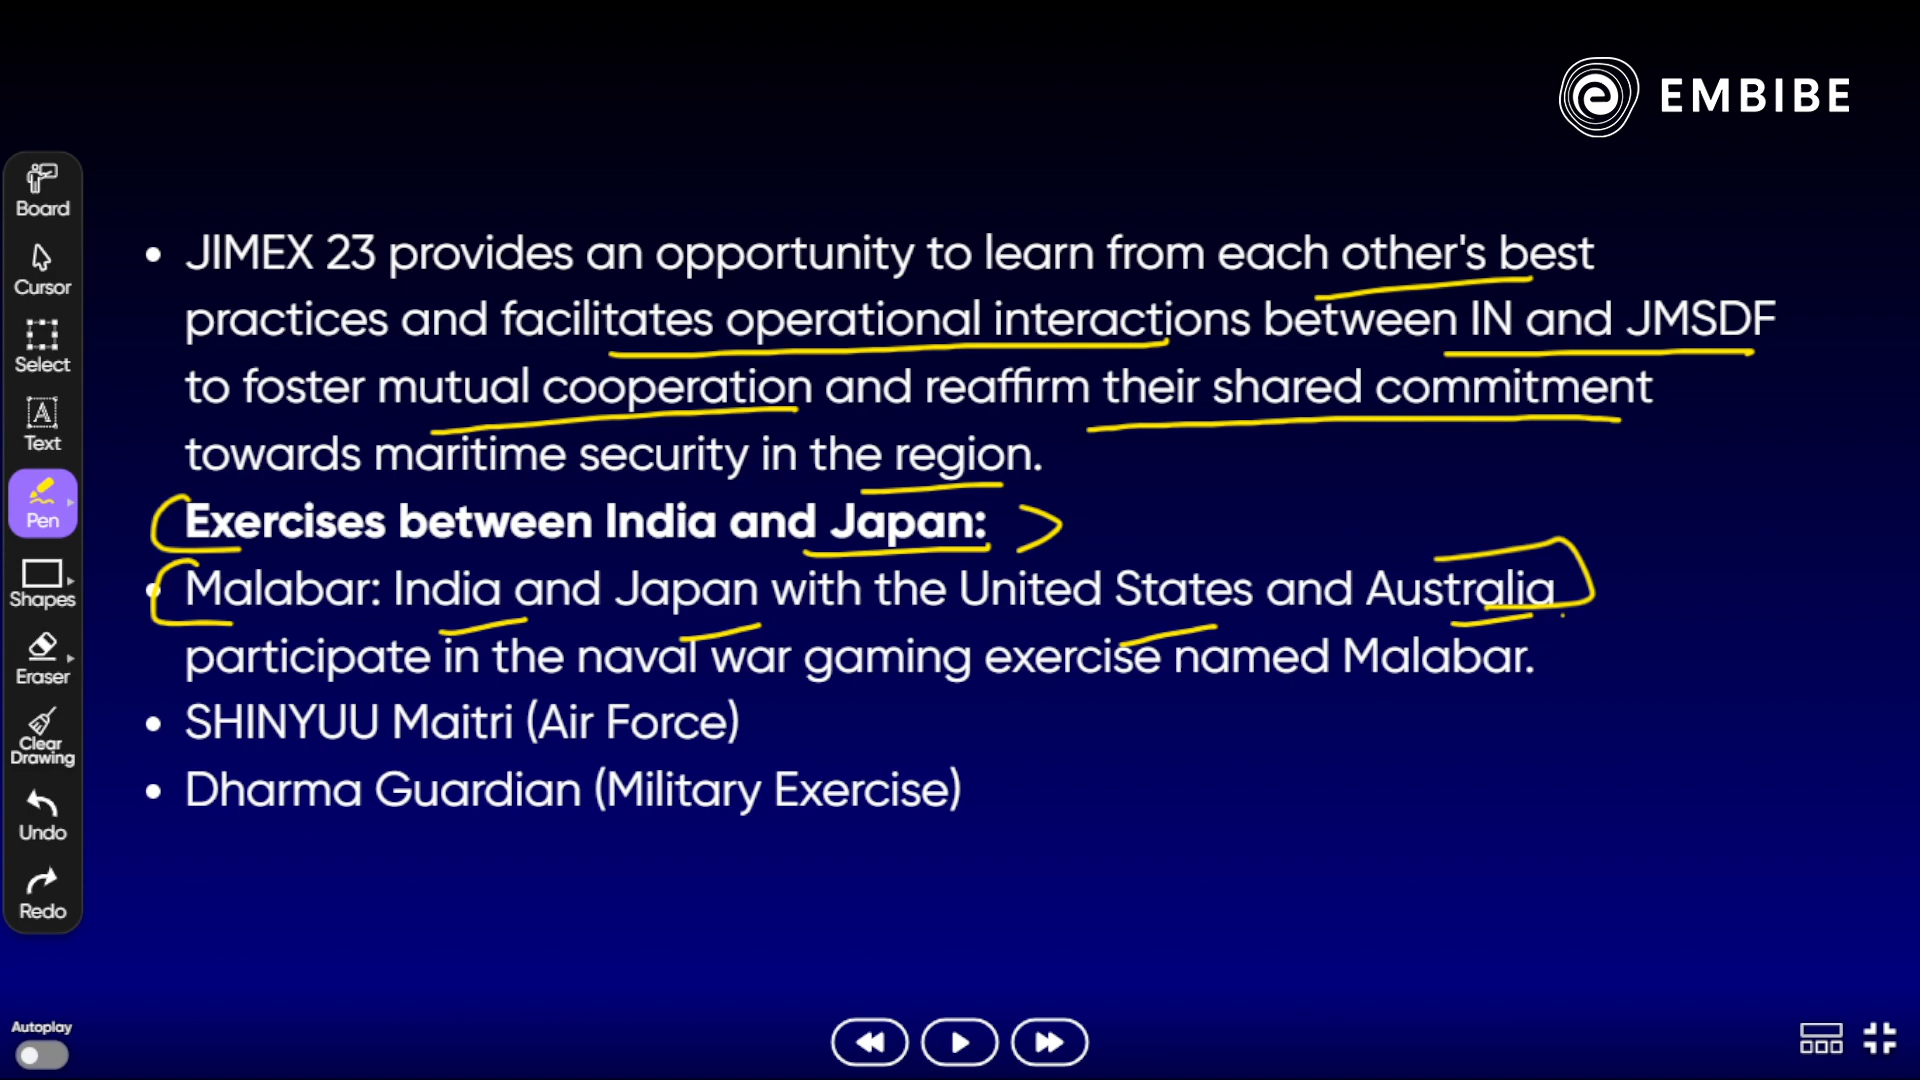 EMBIBE
Board
Cursor
Select
Text
Pen
Shapes
Eraser
Clear
Drawing
Undo
Redo
• JIMEX 23 provides an opportunity to learn from each other's best
practices and facilitates operational interactions between IN and JMSDF
to foster mutual cooperation and reaffirm their shared commitment
towards maritime security in the region.
Exercises between India and Japan:
• Malabar: India and Japan with the United States and Australia
participate in the naval war gaming exercise named Malabar.
• SHINYUU Maitri (Air Force)
• Dharma Guardian (Military Exercise)
Autoplay